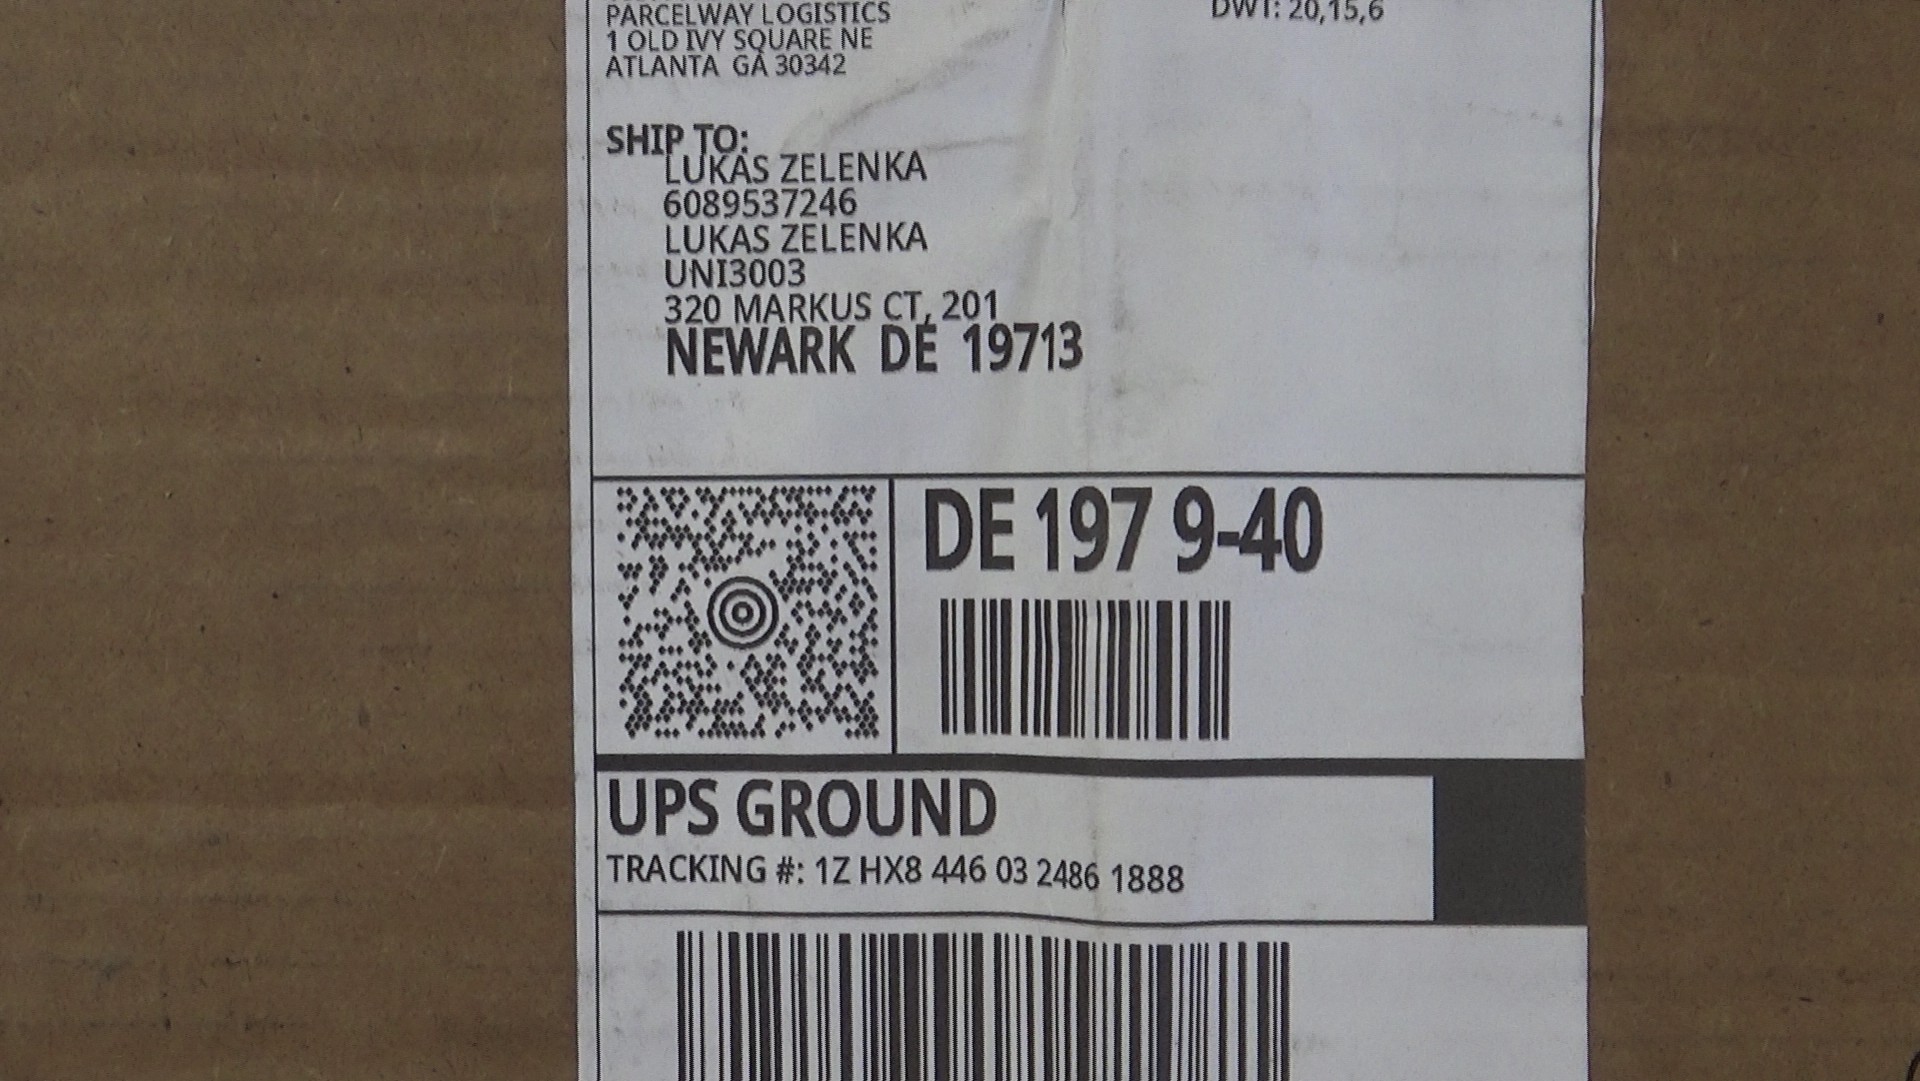 PARCELWAY LOGISTICS
1 OLD IVY SQUARE NE
ATLANTA GA 30342
DWT: 20,15,6
SHIP TO:
LUKAS ZELENKA
6089537246
LUKAS ZELENKA
UNI3003
320 MARKUS CT, 201
NEWARK DE 19713
DE 197 9-40
UPS GROUND
TRACKING #: 1Z HX8 446 03 2486 1888